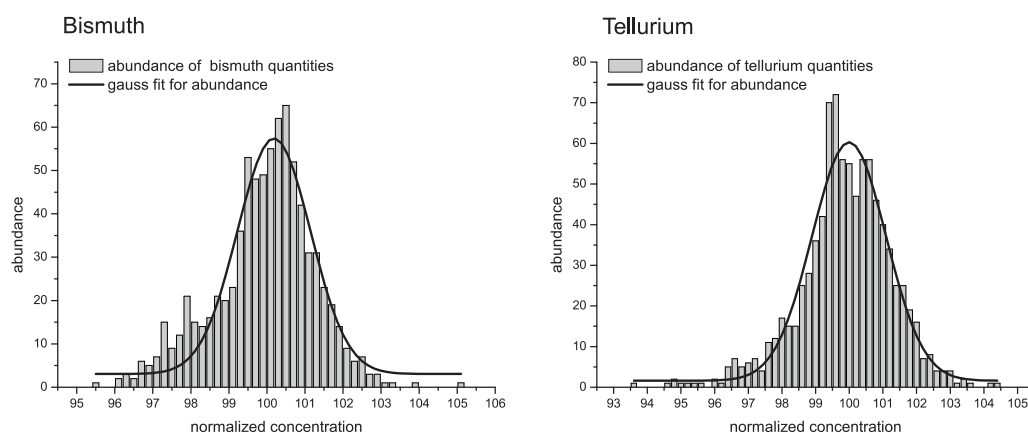 Bismuth
abundance of bismuth quantities
gauss fit for abundance
70
60
50
40
30
20
10
0
abundance
95 96 97 98 99 100 101 102 103 104 105 106
normalized concentration
Tellurium
abundance of tellurium quantities
gauss fit for abundance
80
70
60
50
40
30
20
10
0
abundance
93 94 95 96 97 98 99 100 101 102 103 104 105
normalized concentration